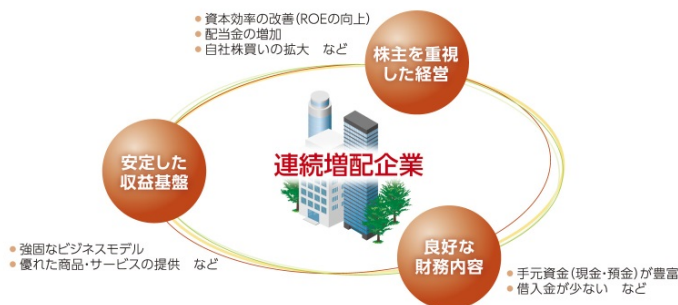 ● 資本効率の改善（ROEの向上）
● 配当金の増加
● 自社株買いの拡大　など
株主を重視
した経営
連続増配企業
安定した
収益基盤
● 強固なビジネスモデル
● 優れた商品・サービスの提供　など
良好な
財務内容
● 手元資金（現金・預金）が豊富
● 借入金が少ない　など